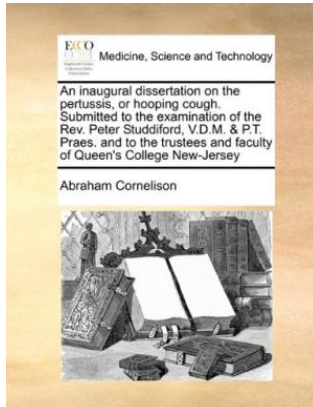 ECCO
Medicine, Science and Technology
An inaugural dissertation on the
pertussis, or hooping cough.
Submitted to the examination of the
Rev. Peter Studdiford, V.D.M. & P.T.
Praes. and to the trustees and faculty
of Queen's College New-Jersey
Abraham Cornelison